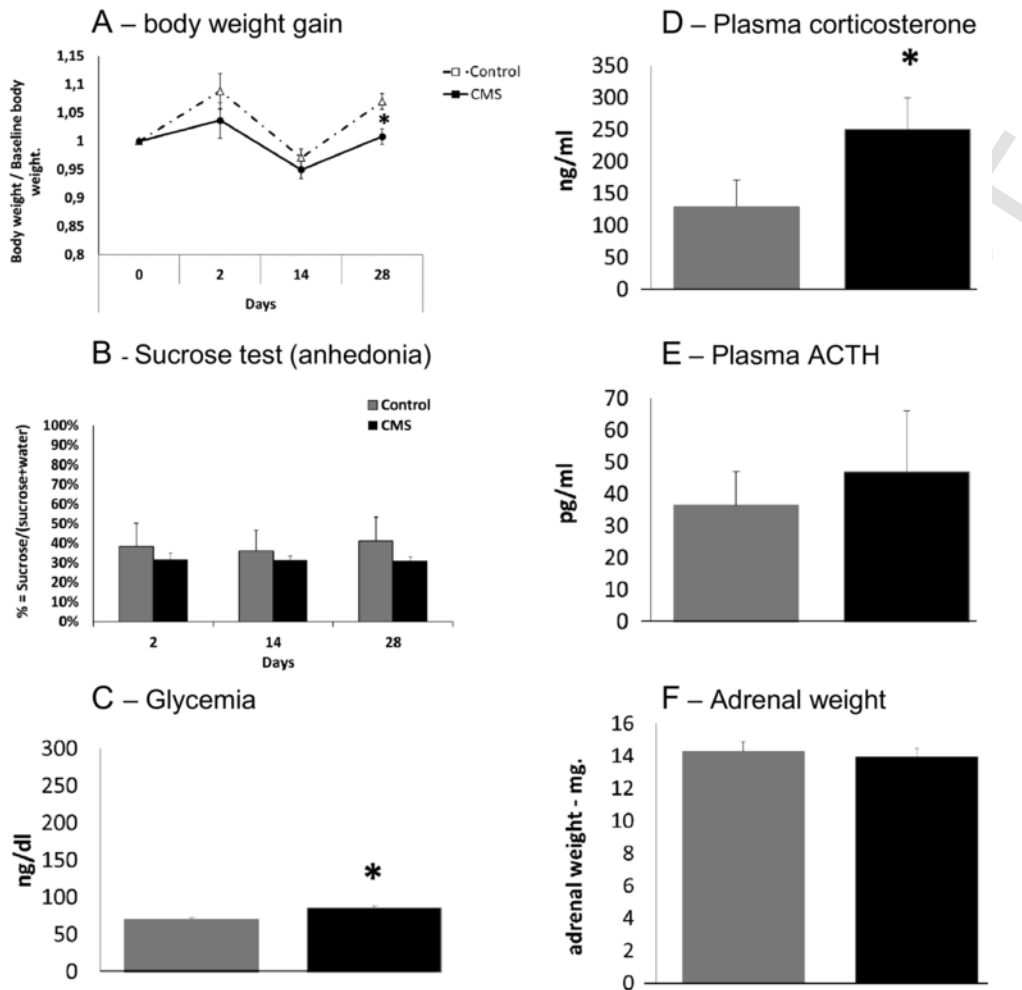 A – body weight gain
1,15
1,1
1,05
1
0,95
0,9
0,85
0,8
Body weight / Baseline body
weight.
Control
CMS
*
0 2 14 28
Days
B - Sucrose test (anhedonia)
Control
CMS
100%
90%
80%
70%
60%
50%
40%
30%
20%
10%
0%
% = Sucrose/(sucrose+water)
2 14 28
Days
C – Glycemia
300
250
200
150
100
50
0
ng/dl
*
D – Plasma corticosterone
*
350
300
250
200
150
100
50
0
ng/ml
E – Plasma ACTH
70
60
50
40
30
20
10
0
pg/ml
F – Adrenal weight
16
14
12
10
8
6
4
2
0
adrenal weight - mg.